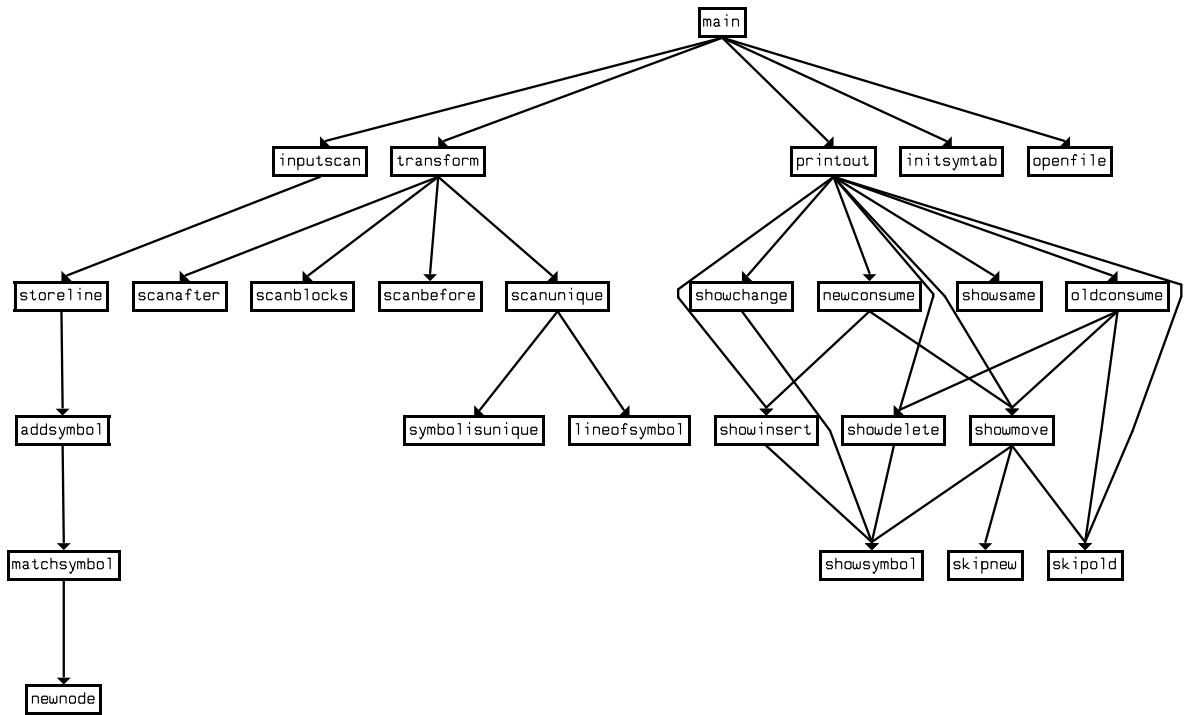 main
inputscan transform printout initsymtab openfile
storeline scanafter scanblocks scanbefore scanunique showchange newconsume showsame oldconsume
addsymbol symbolisunique lineofsymbol showinsert showdelete showmove
matchsymbol showsymbol skipnew skipold
newnode